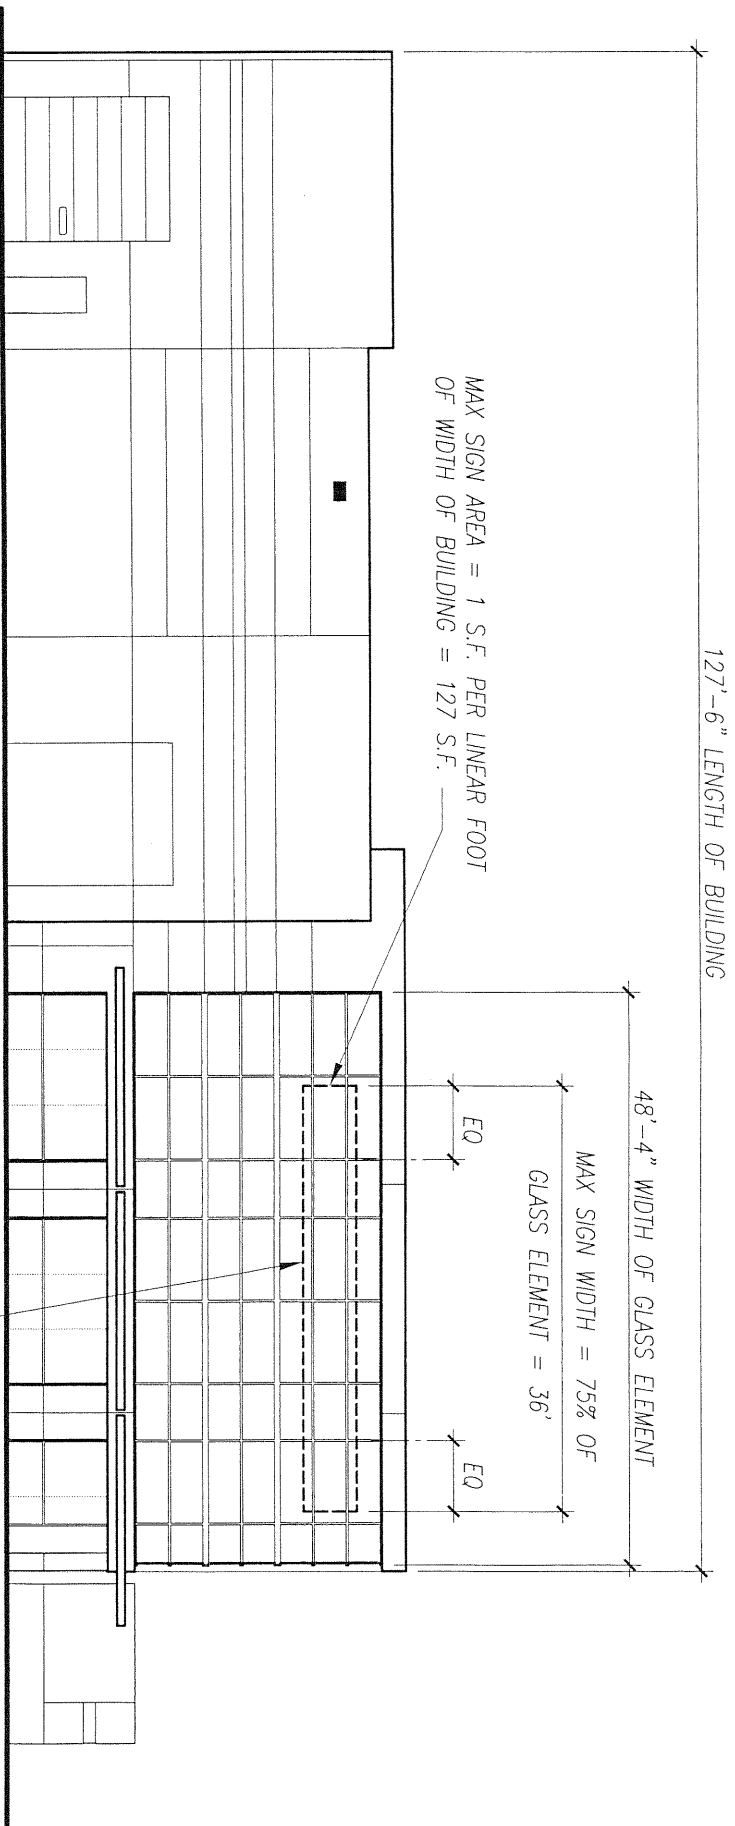 127'-6" LENGTH OF BUILDING
48'-4" WIDTH OF GLASS ELEMENT
MAX SIGN WIDTH = 75% OF
GLASS ELEMENT = 36'
EQ
EQ
MAX SIGN AREA = 1 S.F. PER LINEAR FOOT
OF WIDTH OF BUILDING = 127 S.F.